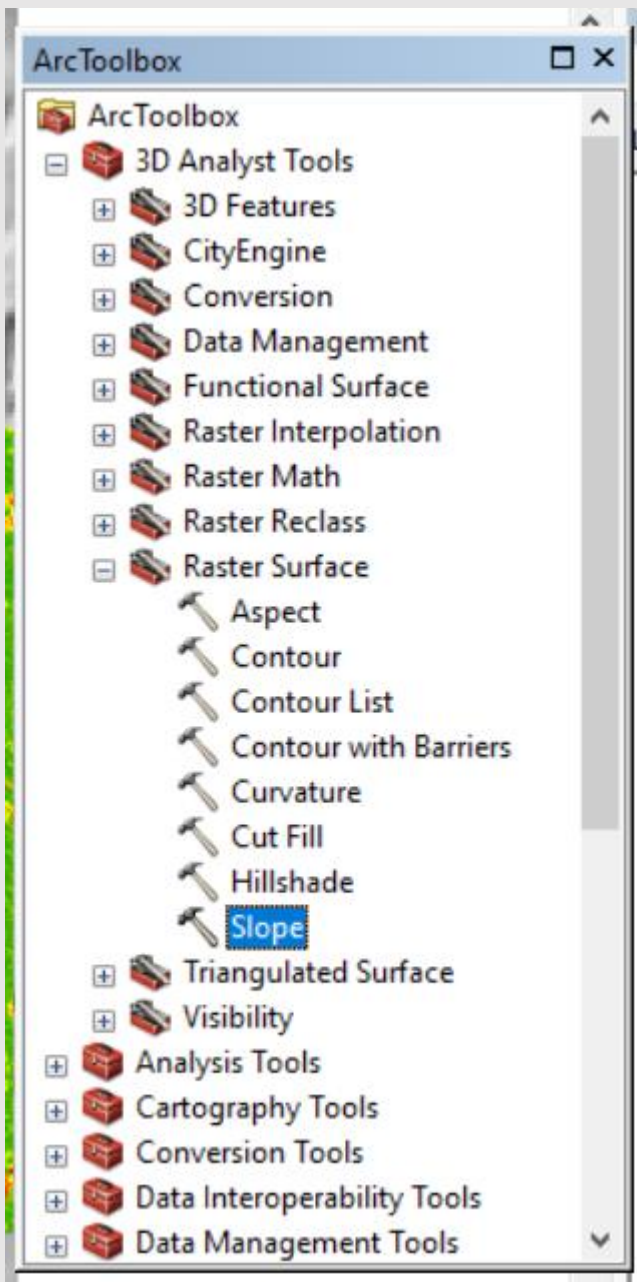 ArcToolbox
ArcToolbox
3D Analyst Tools
3D Features
CityEngine
Conversion
Data Management
Functional Surface
Raster Interpolation
Raster Math
Raster Reclass
Raster Surface
Aspect
Contour
Contour List
Contour with Barriers
Curvature
Cut Fill
Hillshade
Slope
Triangulated Surface
Visibility
Analysis Tools
Cartography Tools
Conversion Tools
Data Interoperability Tools
Data Management Tools